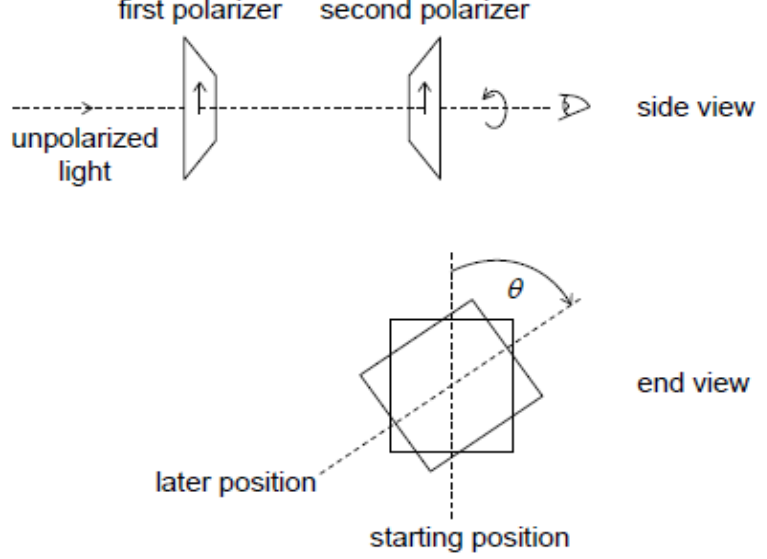 first polarizer second polarizer
side view
unpolarized
light
θ
end view
later position
starting position